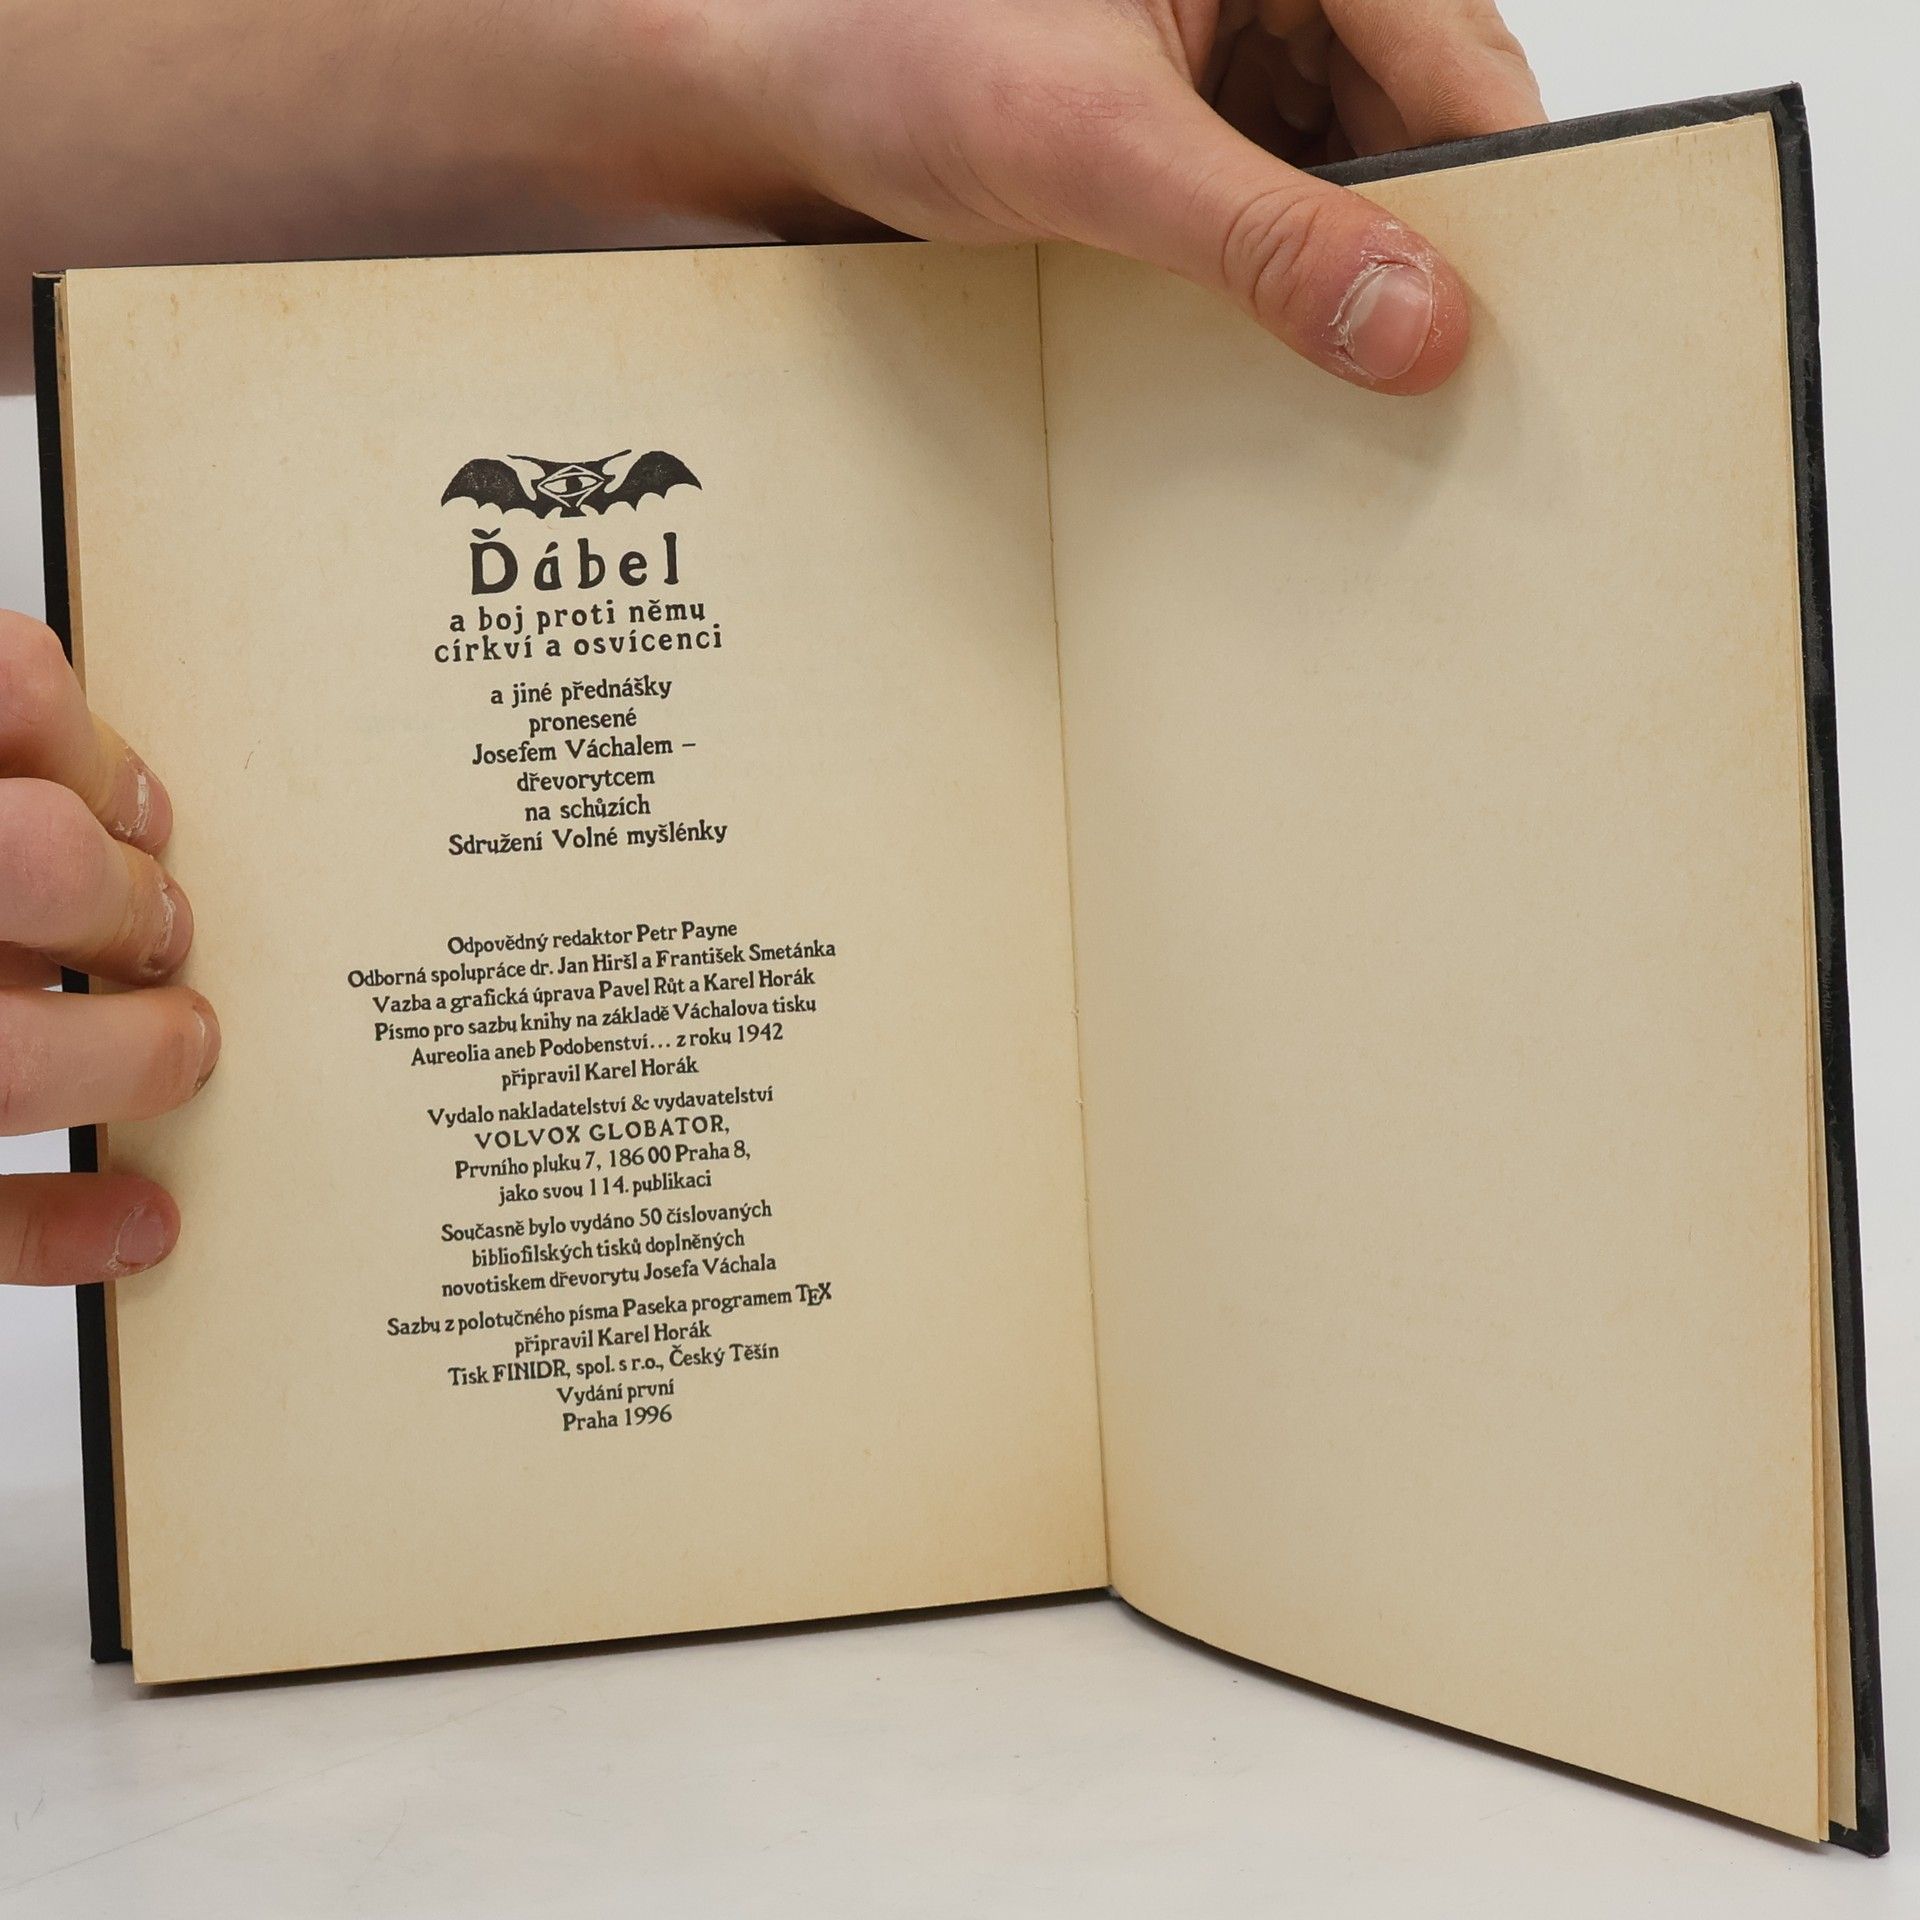 Ďábel
a boj proti němu
církví a osvícenci
a jiné přednášky
pronesené
Josefem Váchalem –
dřevorytcem
na schůzích
Sdružení Volné myšlénky
Odpovědný redaktor Petr Payne
Odborná spolupráce dr. Jan Hiršl a František Smetánka
Vazba a grafická úprava Pavel Růt a Karel Horák
Písmo pro sazbu knihy na základě Váchalova tisku
Aureolia aneb Podobenství... z roku 1942
připravil Karel Horák
Vydalo nakladatelství & vydavatelství
VOLVOX GLOBATOR,
Prvního pluku 7, 186 00 Praha 8,
jako svou 114. publikaci
Současně bylo vydáno 50 číslovaných
bibliofilských tisků doplněných
novotiskem dřevorytu Josefa Váchala
Sazbu z polotučného písma Paseka programem TEX
připravil Karel Horák
Tisk FINIDR, spol. s r.o., Český Těšín
Vydání první
Praha 1996